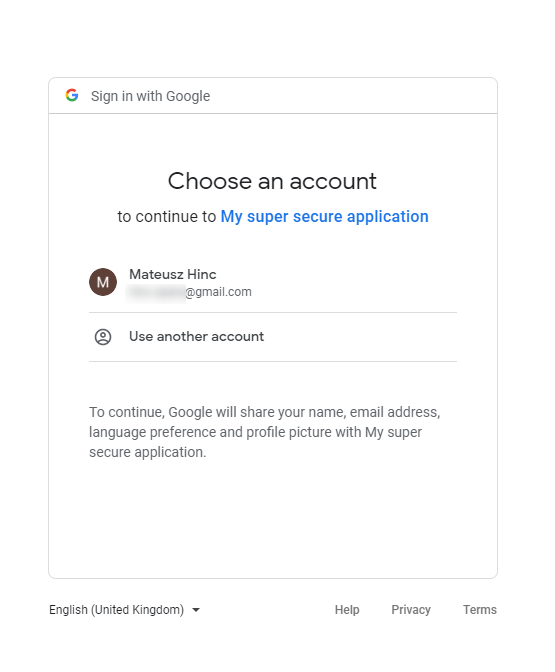 Sign in with Google
Choose an account
to continue to My super secure application
M
Mateusz Hinc
@gmail.com
Use another account
To continue, Google will share your name, email address,
language preference and profile picture with My super
secure application.
English (United Kingdom)
Help Privacy Terms